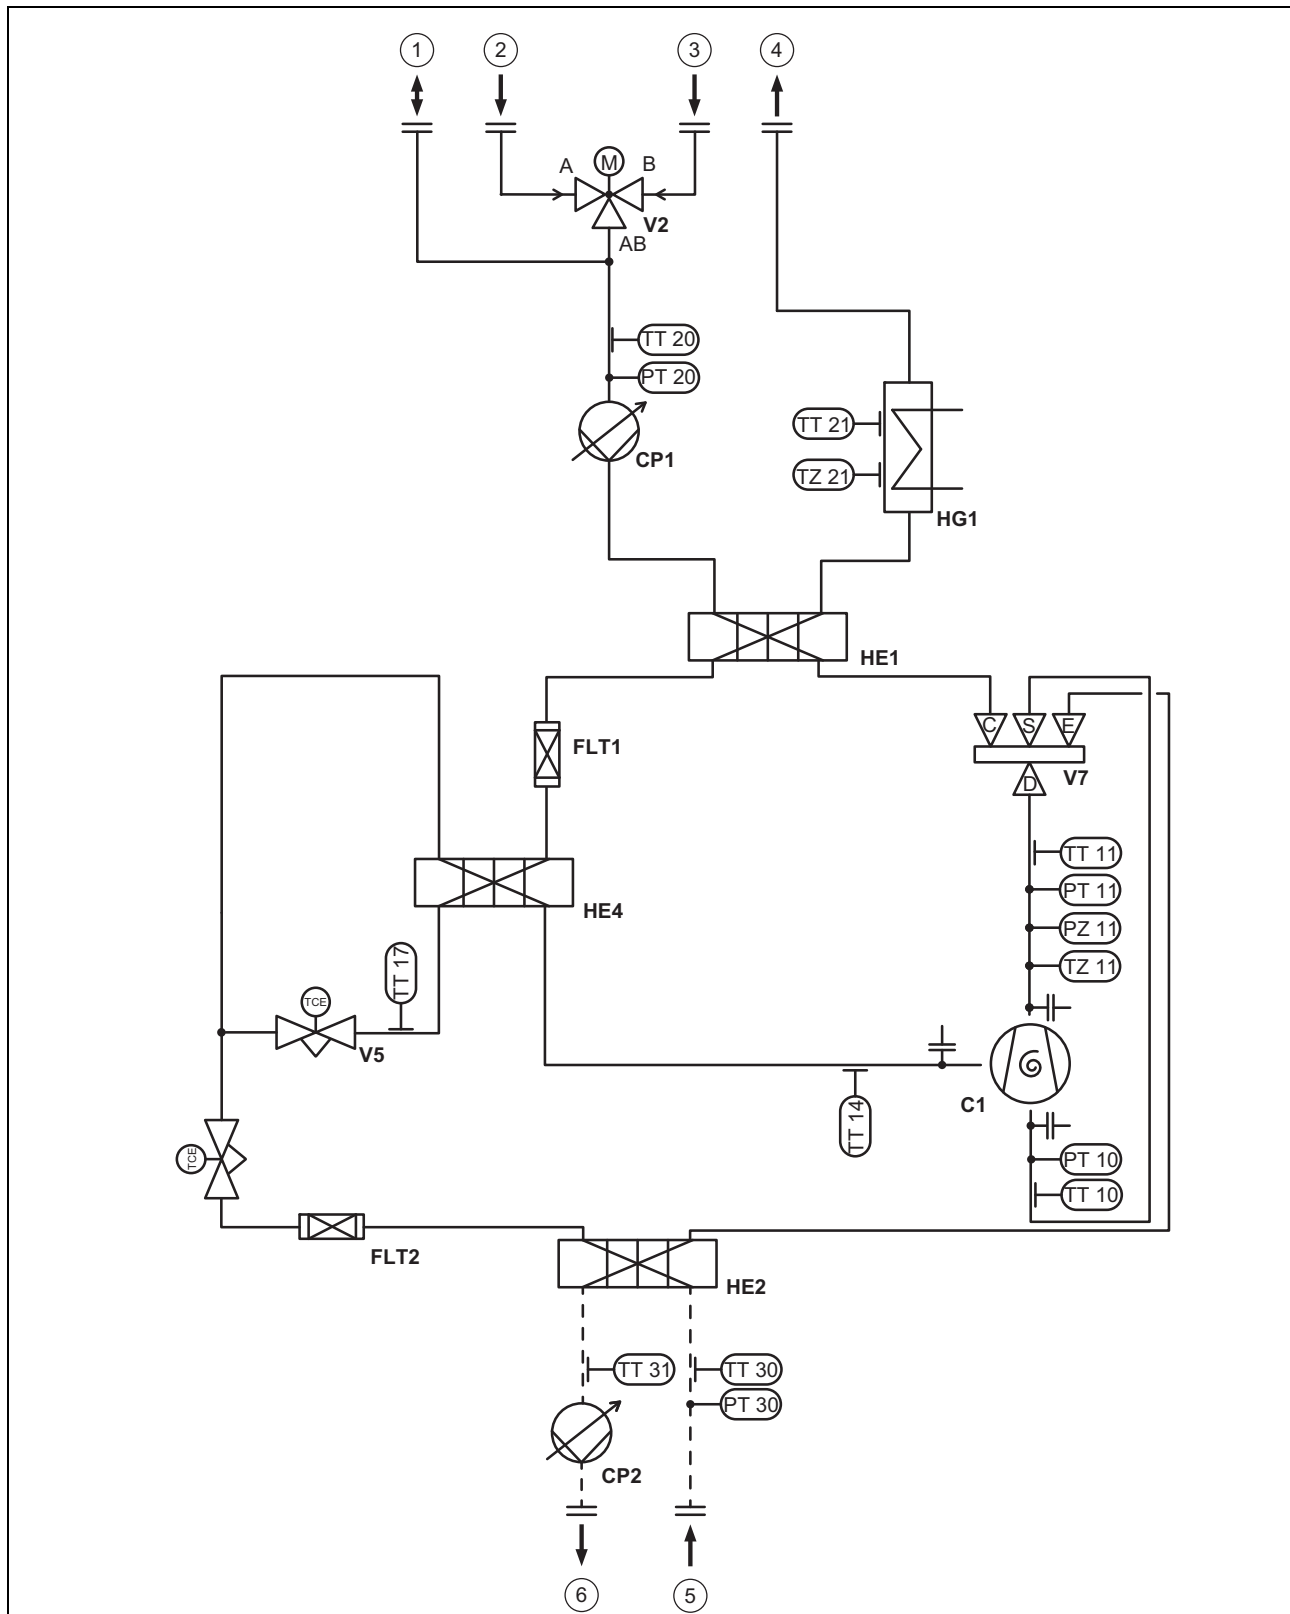 1
2
3
4
A
M
B
V2
AB
TT 20
PT 20
CP1
TT 21
TZ 21
HG1
HE1
FLT1
C
S
E
V7
D
TT 11
PT 11
PZ 11
TZ 11
HE4
TT 17
TCE
V5
C1
TT 14
TCE
PT 10
TT 10
FLT2
HE2
TT 31
TT 30
PT 30
CP2
6
5